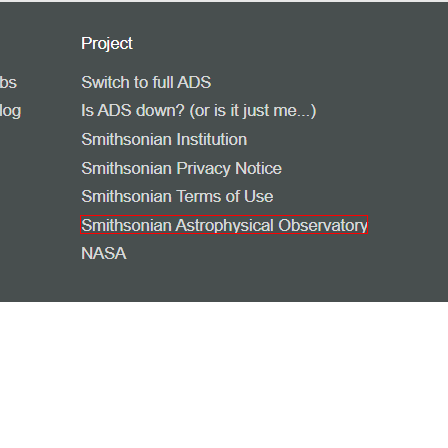 Project
bs
Switch to full ADS
log
Is ADS down? (or is it just me...)
Smithsonian Institution
Smithsonian Privacy Notice
Smithsonian Terms of Use
Smithsonian Astrophysical Observatory
NASA